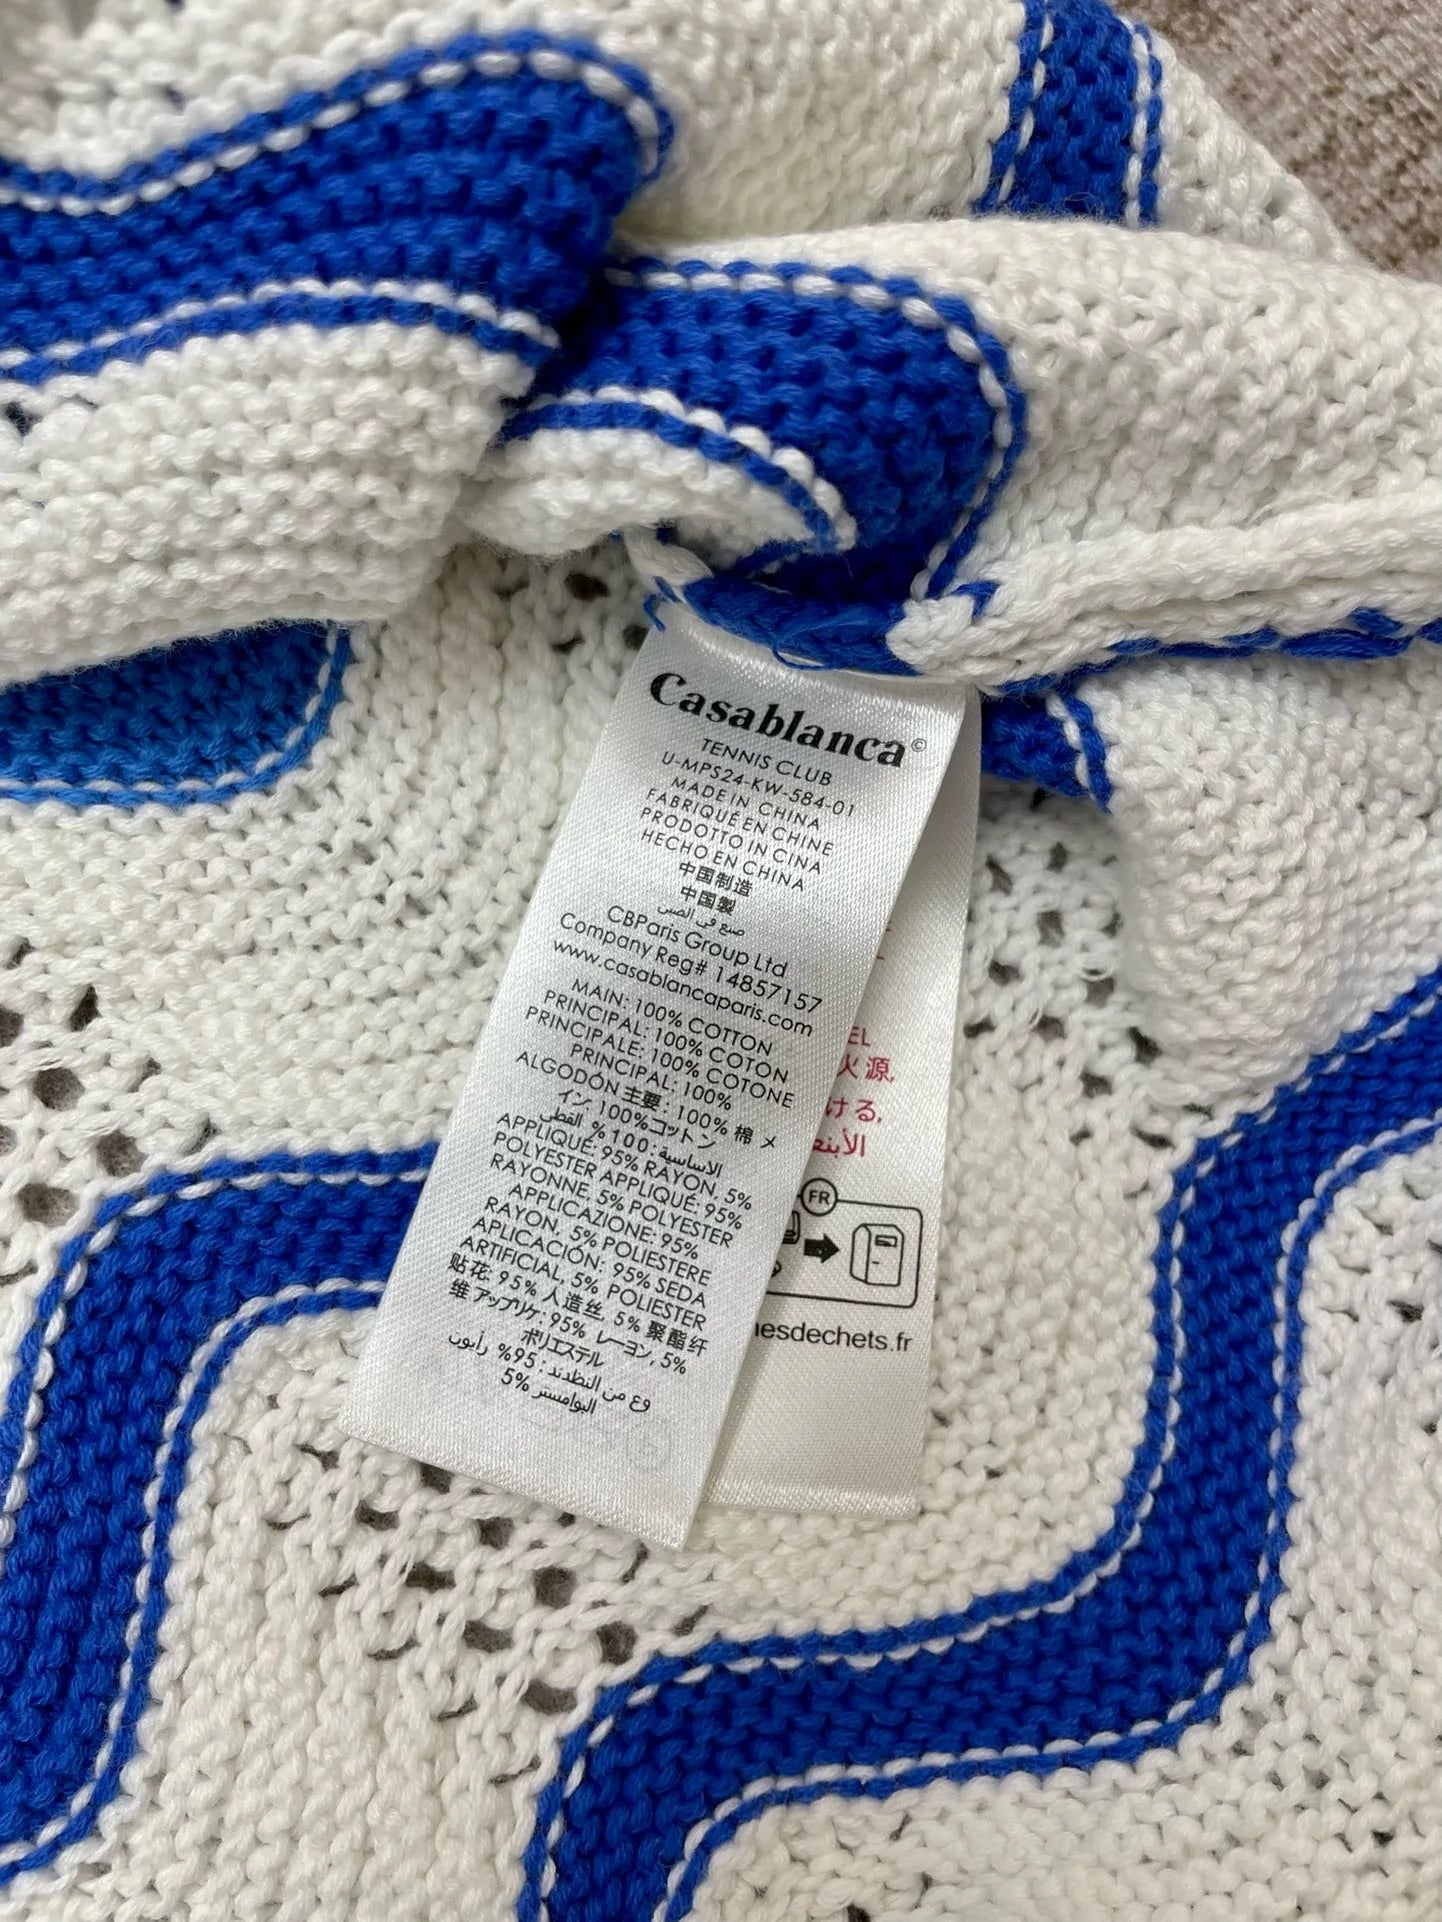 Casablanca©
TENNIS CLUB
U-MPS24-KW-584-01
MADE IN CHINA
FABRIQUÉ EN CHINE
PRODOTTO IN CINA
HECHO EN CHINA
中国制造
中国製
صنع في الصين
CBParis Group Ltd
Company Reg# 14857157
www.casablancaparis.com
MAIN: 100% COTTON
PRINCIPAL: 100% COTON
PRINCIPALE: 100% COTONE
PRINCIPAL: 100%
ALGODÓN 主要: 100% 棉 メ
イン 100%コットン
الاساسية: 100% القطن
APPLIQUÉ: 95% RAYON, 5%
POLYESTER APPLIQUÉ: 95%
RAYONNE, 5% POLYESTER
APPLICAZIONE: 95%
RAYON, 5% POLIESTERE
APLICACIÓN: 95% SEDA
ARTIFICIAL, 5% POLIESTER
贴花: 95% 人造丝, 5% 聚酯纤
维 アップリケ: 95% レーヨン, 5%
ポリエステル
95% رايون
5%
EL
火源,
ける,
FR
nesdechets.fr